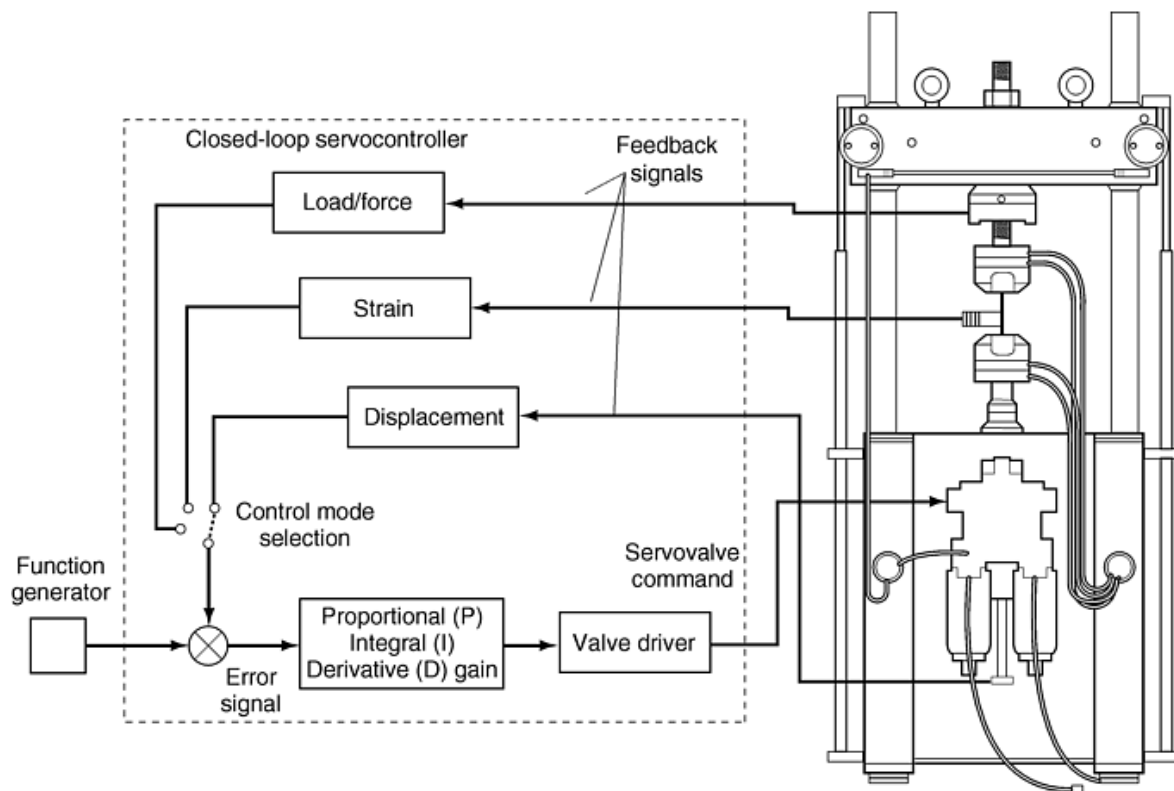 Closed-loop servocontroller
Feedback
signals
Load/force
Strain
Displacement
Control mode
selection
Function
generator
Servovalve
command
Proportional (P)
Integral (I)
Derivative (D) gain
Valve driver
Error
signal